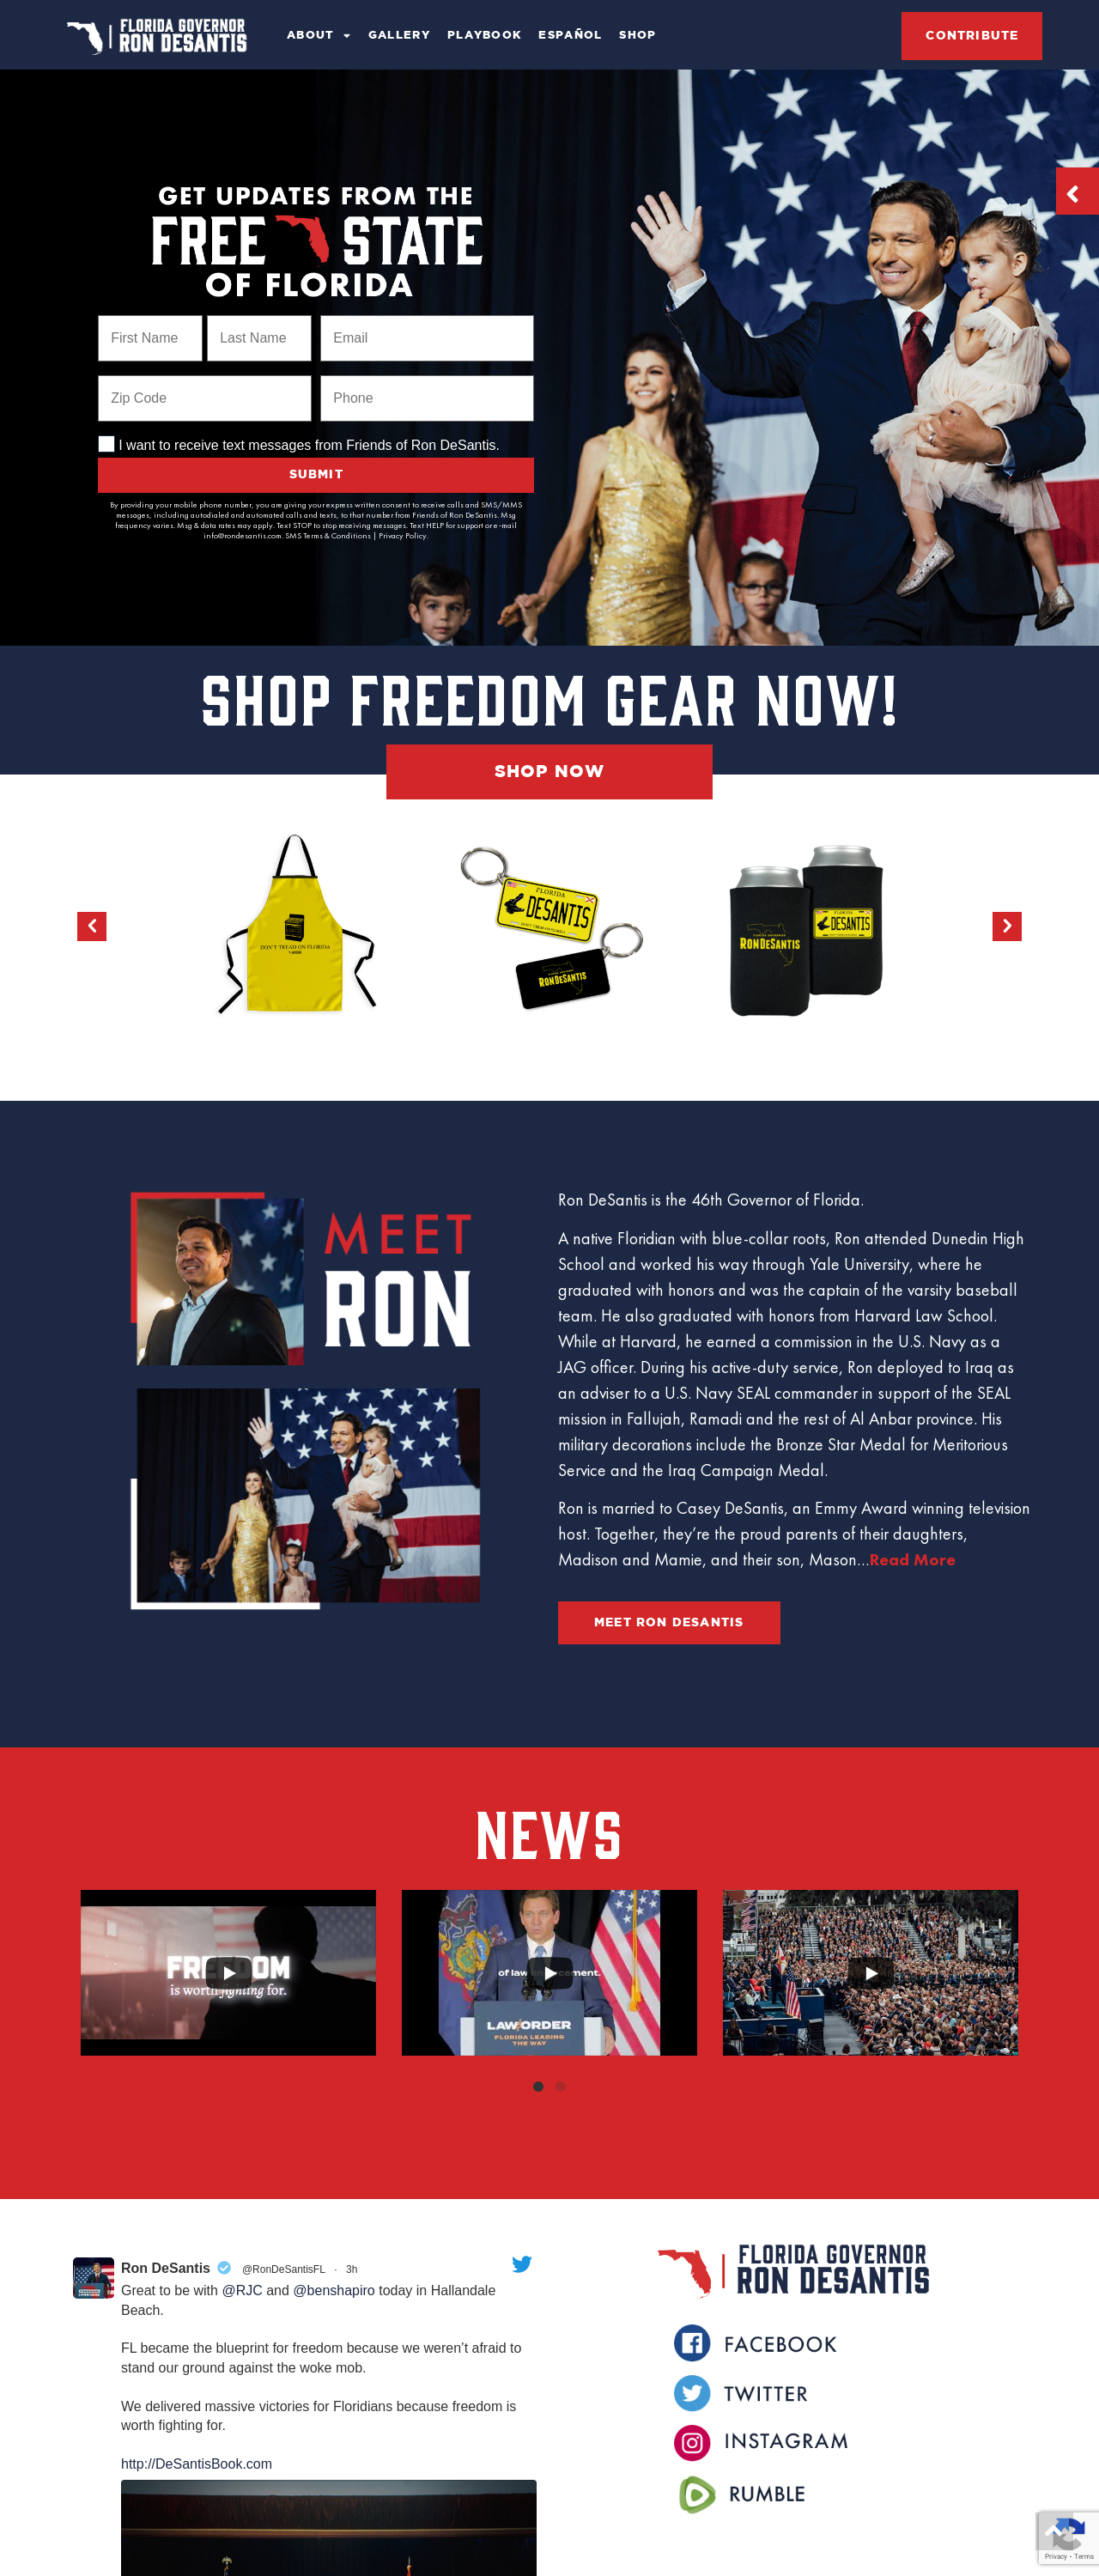 FLORIDA GOVERNOR
RON DESANTIS
ABOUT
GALLERY
PLAYBOOK
ESPAÑOL
SHOP
CONTRIBUTE
GET UPDATES FROM THE
FREE STATE
OF FLORIDA
First Name
Last Name
Email
Zip Code
Phone
I want to receive text messages from Friends of Ron DeSantis.
SUBMIT
By providing your mobile phone number, you are giving your express written consent to receive calls and SMS/MMS
messages, including autodialed and automated calls and texts, to that number from Friends of Ron DeSantis. Msg
frequency varies. Msg & data rates may apply. Text STOP to stop receiving messages. Text HELP for support or e-mail
info@rondesantis.com. SMS Terms & Conditions | Privacy Policy.
SHOP FREEDOM GEAR NOW!
SHOP NOW
DON'T TREAD ON FLORIDA
FLORIDA
DESANTIS
DON'T TREAD ON FLORIDA
RON DESANTIS
FLORIDA GOVERNOR
RON DESANTIS
FLORIDA
DESANTIS
MEET
RON
Ron DeSantis is the 46th Governor of Florida.
A native Floridian with blue-collar roots, Ron attended Dunedin High
School and worked his way through Yale University, where he
graduated with honors and was the captain of the varsity baseball
team. He also graduated with honors from Harvard Law School.
While at Harvard, he earned a commission in the U.S. Navy as a
JAG officer. During his active-duty service, Ron deployed to Iraq as
an adviser to a U.S. Navy SEAL commander in support of the SEAL
mission in Fallujah, Ramadi and the rest of Al Anbar province. His
military decorations include the Bronze Star Medal for Meritorious
Service and the Iraq Campaign Medal.
Ron is married to Casey DeSantis, an Emmy Award winning television
host. Together, they’re the proud parents of their daughters,
Madison and Mamie, and their son, Mason...Read More
MEET RON DESANTIS
NEWS
FREEDOM
is worth fighting for.
of law enforcement.
LAW ORDER
FLORIDA LEADING
THE WAY
Ron DeSantis @RonDeSantisFL · 3h
Great to be with @RJC and @benshapiro today in Hallandale
Beach.
FL became the blueprint for freedom because we weren’t afraid to
stand our ground against the woke mob.
We delivered massive victories for Floridians because freedom is
worth fighting for.
http://DeSantisBook.com
FLORIDA GOVERNOR
RON DESANTIS
FACEBOOK
TWITTER
INSTAGRAM
RUMBLE
Privacy - Terms